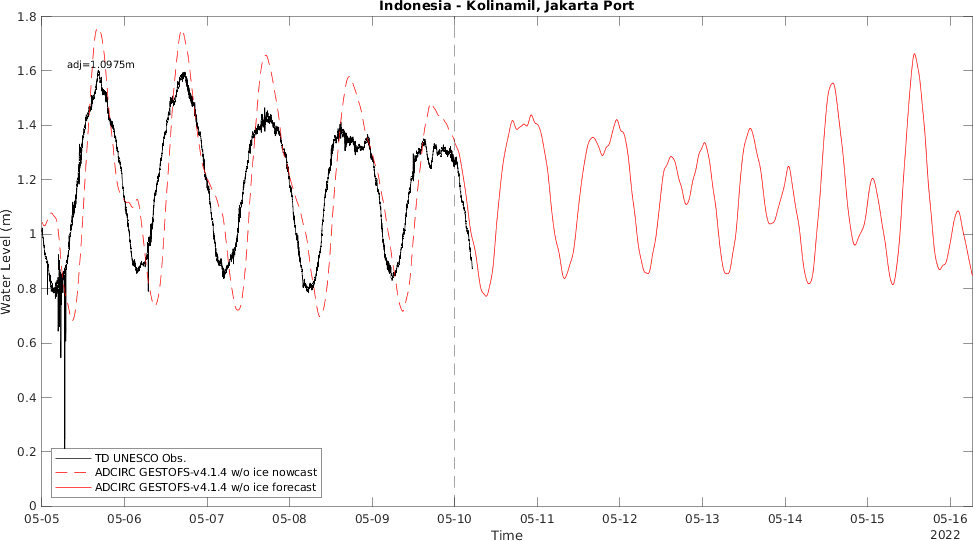 Indonesia - Kolinamil, Jakarta Port
1.8
1.6
1.4
1.2
1
0.8
0.6
0.4
0.2
0
Water Level (m)
adj=1.0975m
TD UNESCO Obs.
ADCIRC GESTOFS-v4.1.4 w/o ice nowcast
ADCIRC GESTOFS-v4.1.4 w/o ice forecast
05-05 05-06 05-07 05-08 05-09 05-10 05-11 05-12 05-13 05-14 05-15 05-16
Time
2022